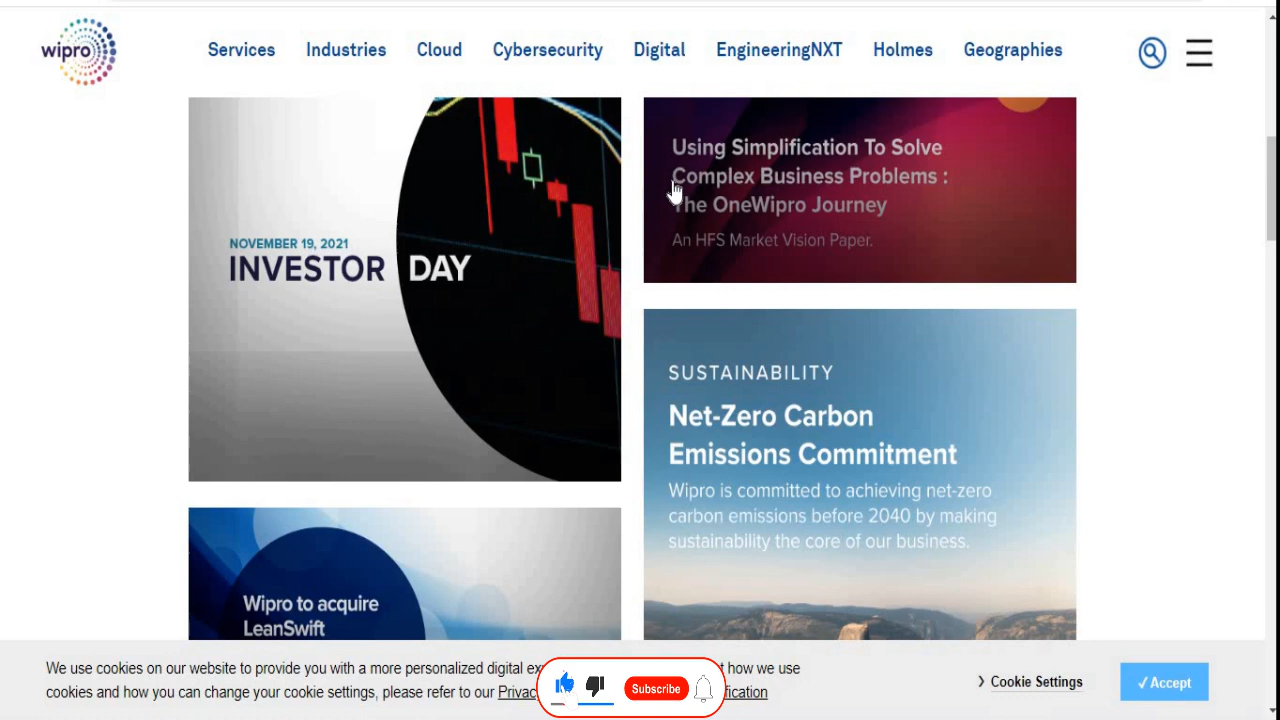 wipro
Services Industries Cloud Cybersecurity Digital EngineeringNXT Holmes Geographies
NOVEMBER 19, 2021
INVESTOR DAY
Using Simplification To Solve
Complex Business Problems :
The OneWipro Journey
An HFS Market Vision Paper.
SUSTAINABILITY
Net-Zero Carbon
Emissions Commitment
Wipro is committed to achieving net-zero
carbon emissions before 2040 by making
sustainability the core of our business.
Wipro to acquire
LeanSwift
We use cookies on our website to provide you with a more personalized digital how we use
cookies and how you can change your cookie settings, please refer to our
Cookie Settings
✓Accept
Subscribe